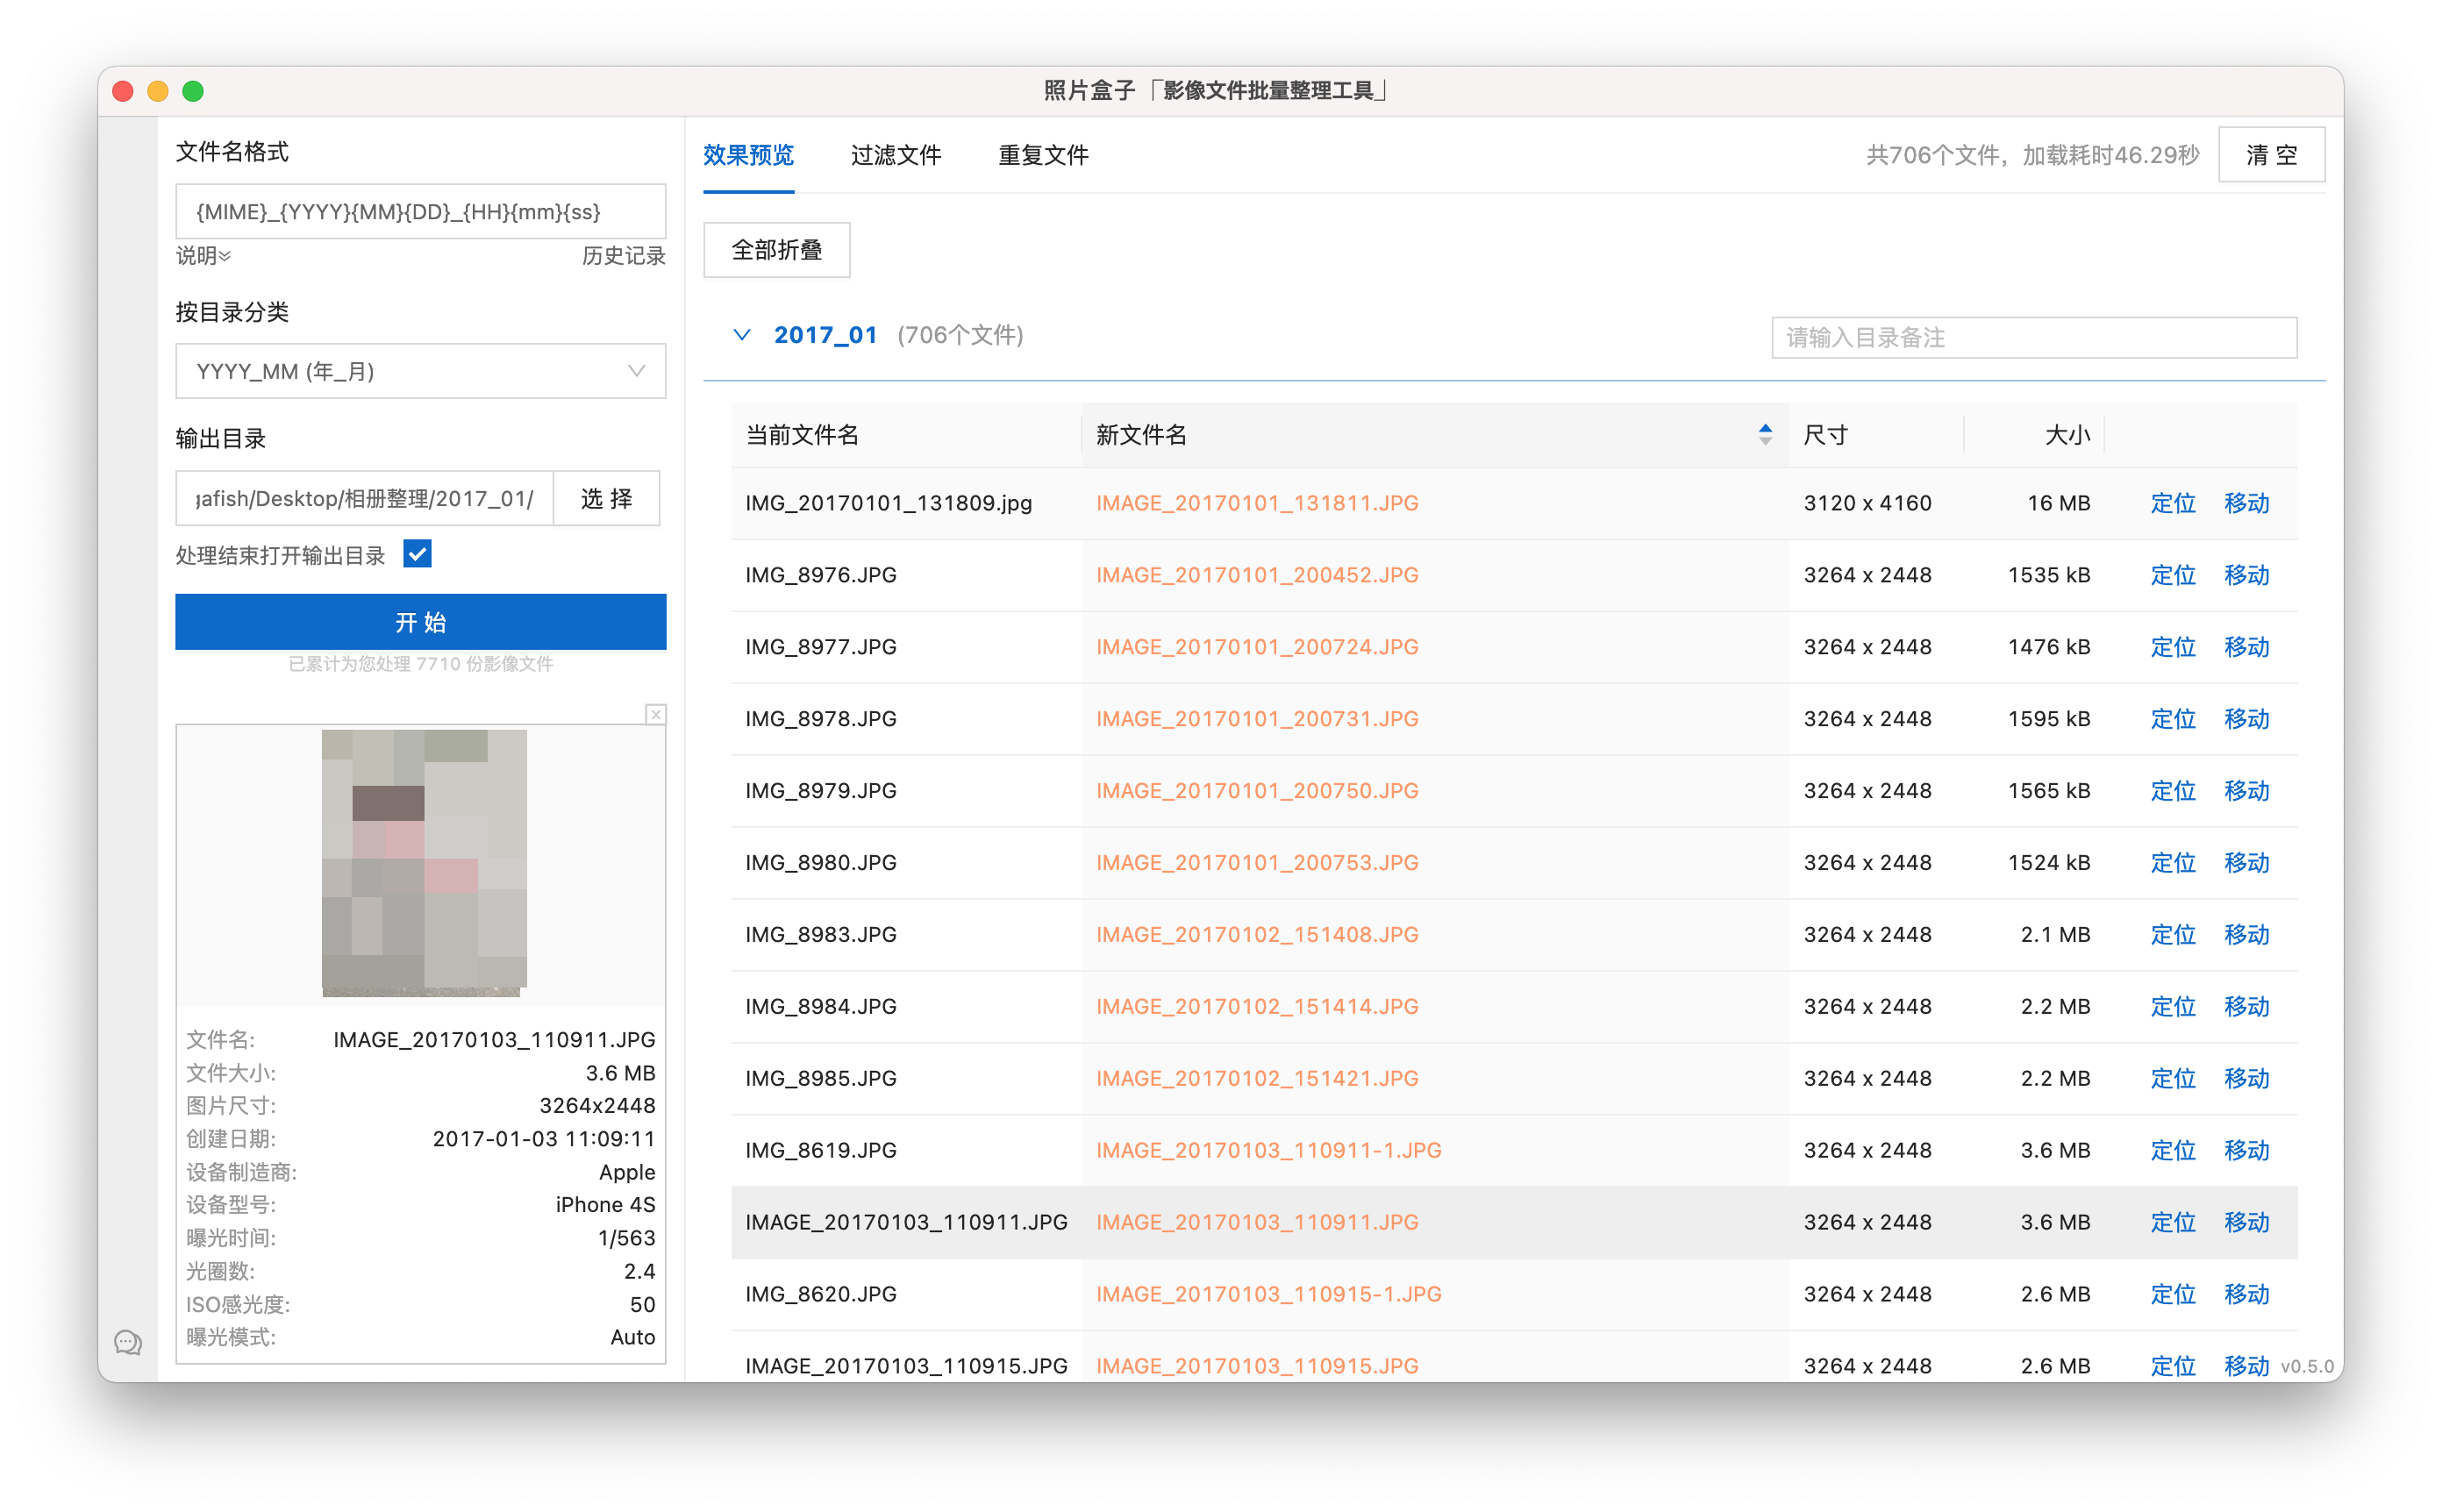 照片盒子「影像文件批量整理工具」
文件名格式
{MIME}_{YYYY}{MM}{DD}_{HH}{mm}{ss}
说明
历史记录
按目录分类
YYYY_MM (年_月)
输出目录
gafish/Desktop/相册整理/2017_01/
选 择
处理结束打开输出目录
开 始
已累计为您处理 7710 份影像文件
文件名: IMAGE_20170103_110911.JPG
文件大小: 3.6 MB
图片尺寸: 3264x2448
创建日期: 2017-01-03 11:09:11
设备制造商: Apple
设备型号: iPhone 4S
曝光时间: 1/563
光圈数: 2.4
ISO感光度: 50
曝光模式: Auto
效果预览 过滤文件 重复文件
共706个文件，加载耗时46.29秒
清 空
全部折叠
2017_01 (706个文件)
请输入目录备注
当前文件名 新文件名 尺寸 大小
IMG_20170101_131809.jpg IMAGE_20170101_131811.JPG 3120 x 4160 16 MB 定位 移动
IMG_8976.JPG IMAGE_20170101_200452.JPG 3264 x 2448 1535 kB 定位 移动
IMG_8977.JPG IMAGE_20170101_200724.JPG 3264 x 2448 1476 kB 定位 移动
IMG_8978.JPG IMAGE_20170101_200731.JPG 3264 x 2448 1595 kB 定位 移动
IMG_8979.JPG IMAGE_20170101_200750.JPG 3264 x 2448 1565 kB 定位 移动
IMG_8980.JPG IMAGE_20170101_200753.JPG 3264 x 2448 1524 kB 定位 移动
IMG_8983.JPG IMAGE_20170102_151408.JPG 3264 x 2448 2.1 MB 定位 移动
IMG_8984.JPG IMAGE_20170102_151414.JPG 3264 x 2448 2.2 MB 定位 移动
IMG_8985.JPG IMAGE_20170102_151421.JPG 3264 x 2448 2.2 MB 定位 移动
IMG_8619.JPG IMAGE_20170103_110911-1.JPG 3264 x 2448 3.6 MB 定位 移动
IMAGE_20170103_110911.JPG IMAGE_20170103_110911.JPG 3264 x 2448 3.6 MB 定位 移动
IMG_8620.JPG IMAGE_20170103_110915-1.JPG 3264 x 2448 2.6 MB 定位 移动
IMAGE_20170103_110915.JPG IMAGE_20170103_110915.JPG 3264 x 2448 2.6 MB 定位 移动
v0.5.0